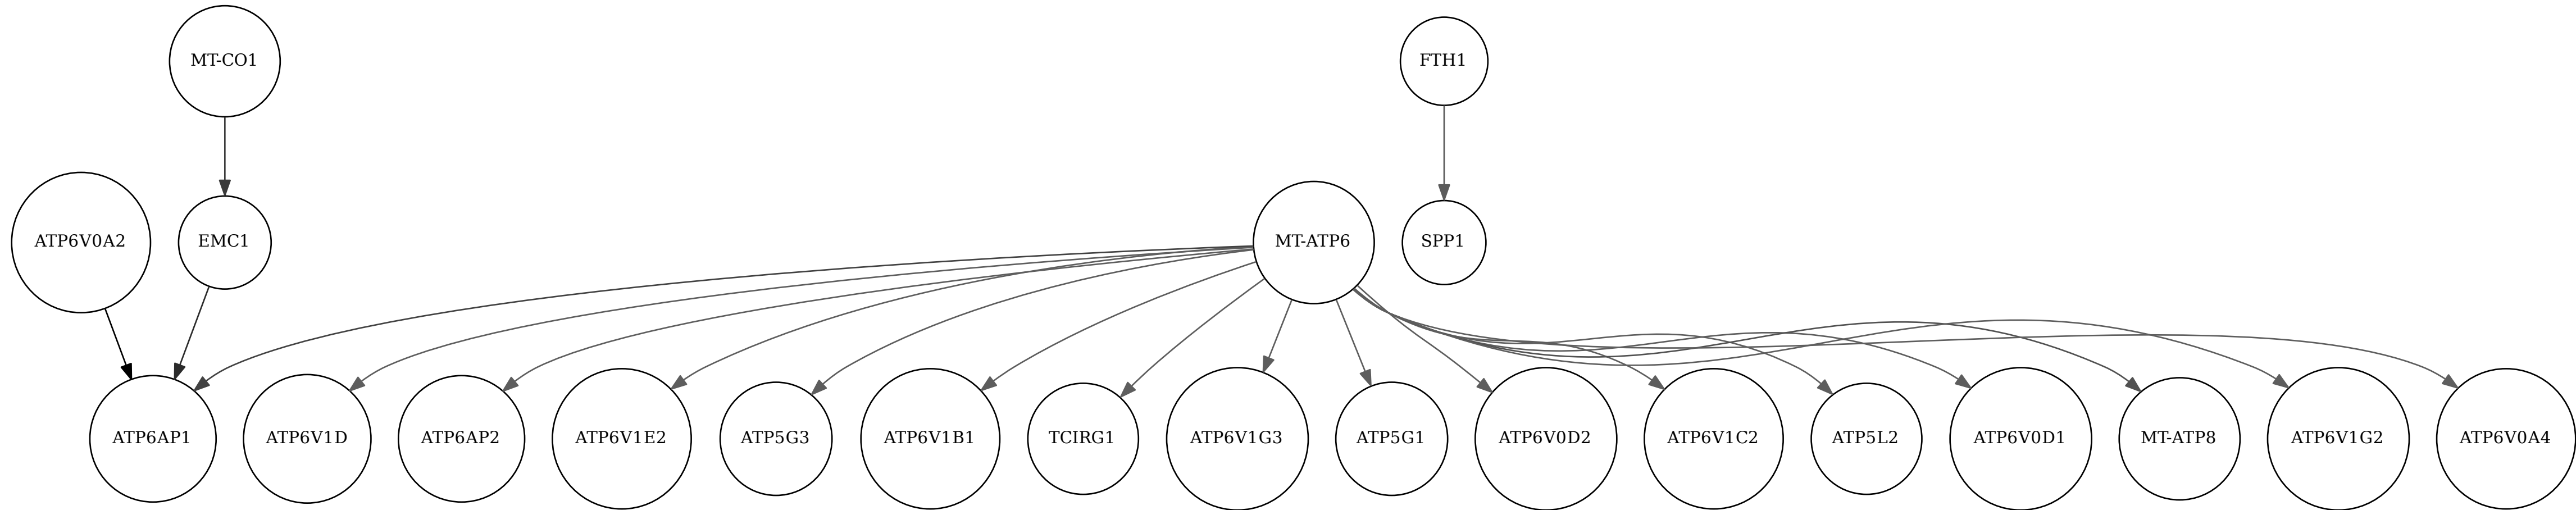 MT-CO1
FTH1
ATP6V0A2
EMC1
MT-ATP6
SPP1
ATP6AP1
ATP6V1D
ATP6AP2
ATP6V1E2
ATP5G3
ATP6V1B1
TCIRG1
ATP6V1G3
ATP5G1
ATP6V0D2
ATP6V1C2
ATP5L2
ATP6V0D1
MT-ATP8
ATP6V1G2
ATP6V0A4